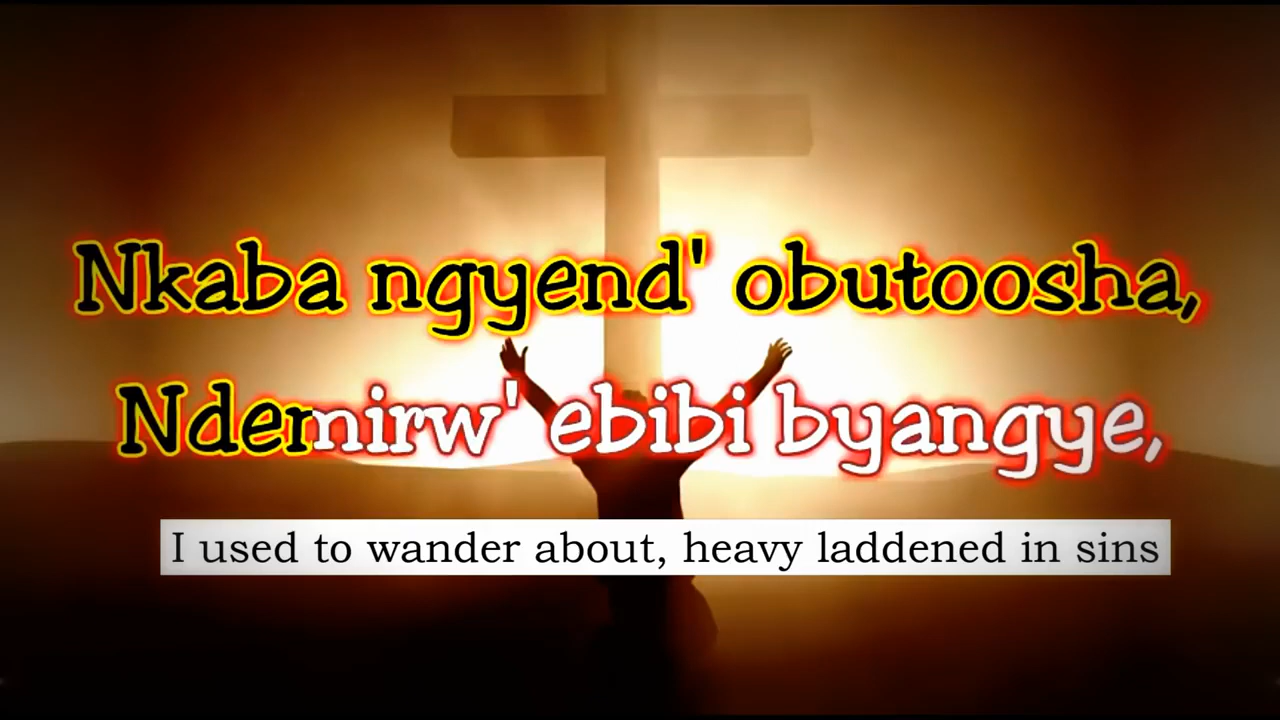 Nkaba ngyend' obutoosha,
Ndemirw' ebibi byangye,
I used to wander about, heavy laddened in sins